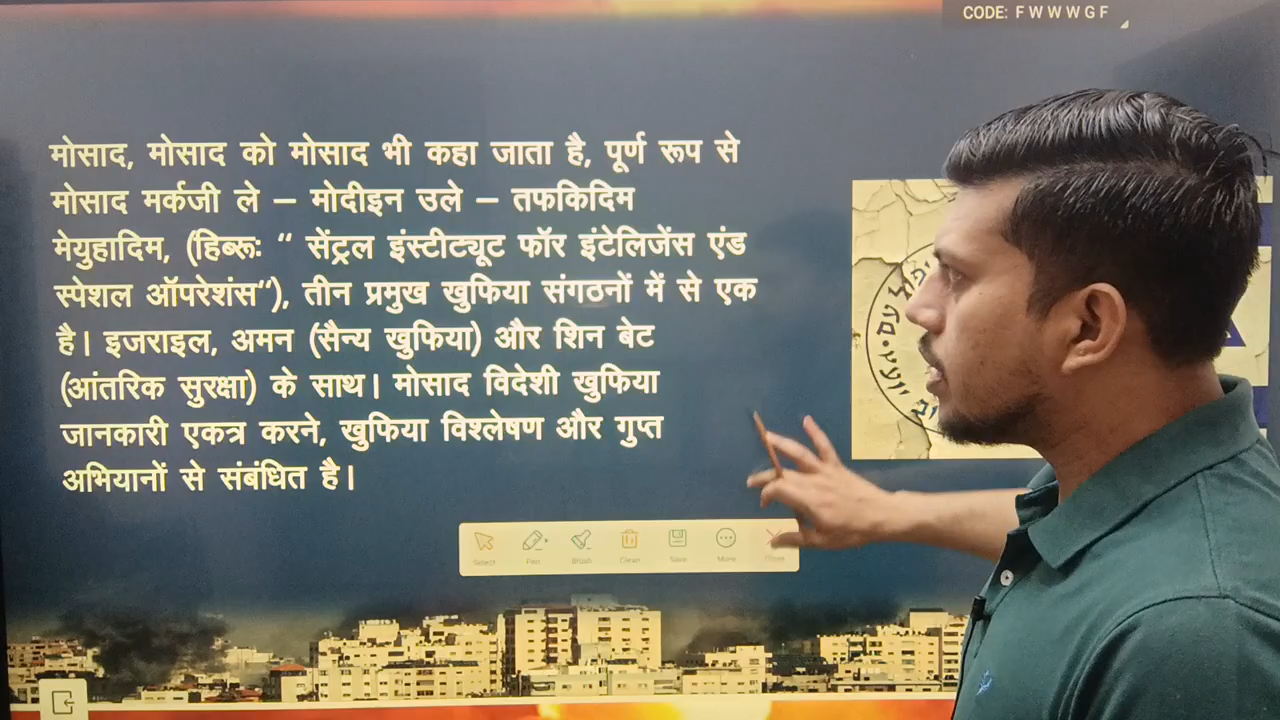 CODE: F W W W G F
मोसाद, मोसाद को मोसाद भी कहा जाता है, पूर्ण रूप से
मोसाद मर्कजी ले – मोदीइन उले – तफकिदिम
मेयुहादिम, (हिब्रूः “ सेंट्रल इंस्टीट्यूट फॉर इंटेलिजेंस एंड
स्पेशल ऑपरेशंस“), तीन प्रमुख खुफिया संगठनों में से एक
है। इजराइल, अमन (सैन्य खुफिया) और शिन बेट
(आंतरिक सुरक्षा) के साथ। मोसाद विदेशी खुफिया
जानकारी एकत्र करने, खुफिया विश्लेषण और गुप्त
अभियानों से संबंधित है।
Select Pen Brush Clean Save More Close